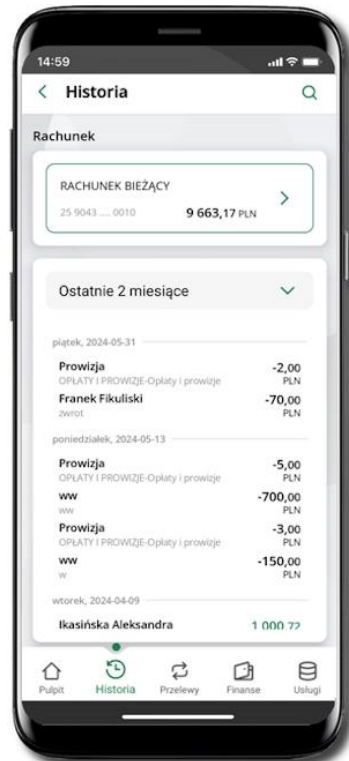 14:59
Historia
Rachunek
RACHUNEK BIEŻĄCY
25 9043 .... 0010 9 663,17 PLN
Ostatnie 2 miesiące
piątek, 2024-05-31
Prowizja -2,00
OPŁATY I PROWIZJE-Opłaty i prowizje PLN
Franek Fikuliski -70,00
zwrot PLN
poniedziałek, 2024-05-13
Prowizja -5,00
OPŁATY I PROWIZJE-Opłaty i prowizje PLN
ww -700,00
ww PLN
Prowizja -3,00
OPŁATY I PROWIZJE-Opłaty i prowizje PLN
ww -150,00
w PLN
wtorek, 2024-04-09
Ikasińska Aleksandra 1 000,72
Pulpit Historia Przelewy Finanse Usługi